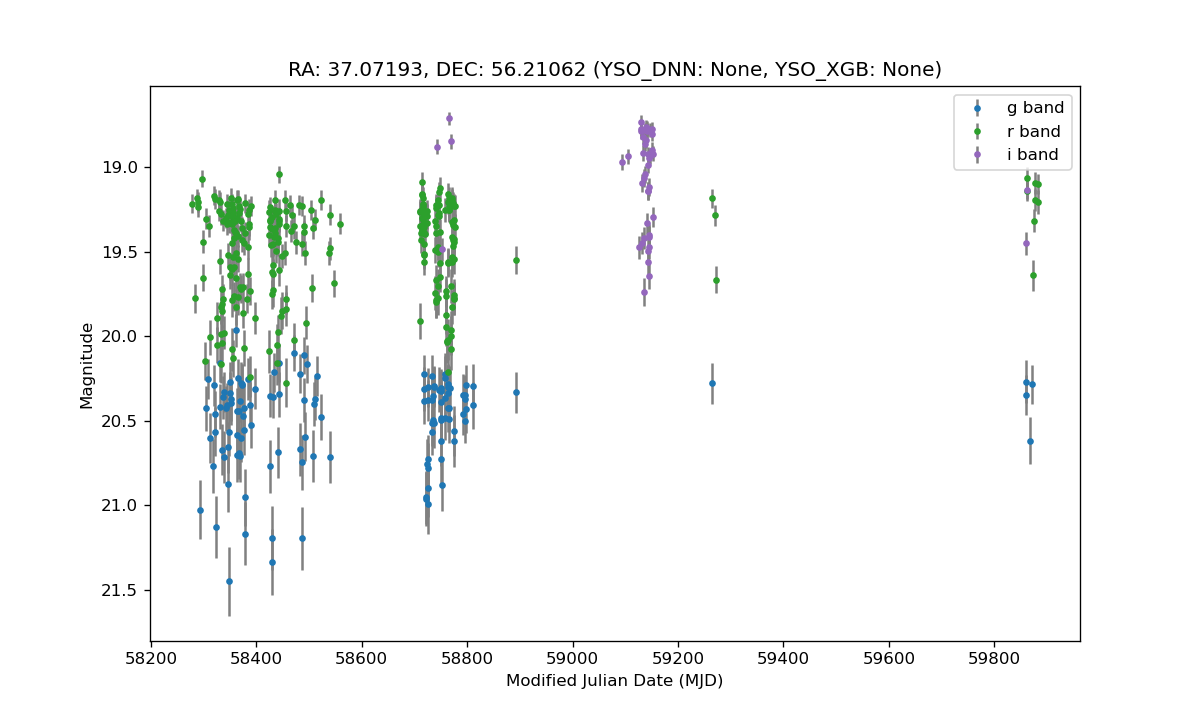 RA: 37.07193, DEC: 56.21062 (YSO_DNN: None, YSO_XGB: None)
g band
r band
i band
19.0
19.5
20.0
20.5
21.0
21.5
Magnitude
58200 58400 58600 58800 59000 59200 59400 59600 59800
Modified Julian Date (MJD)